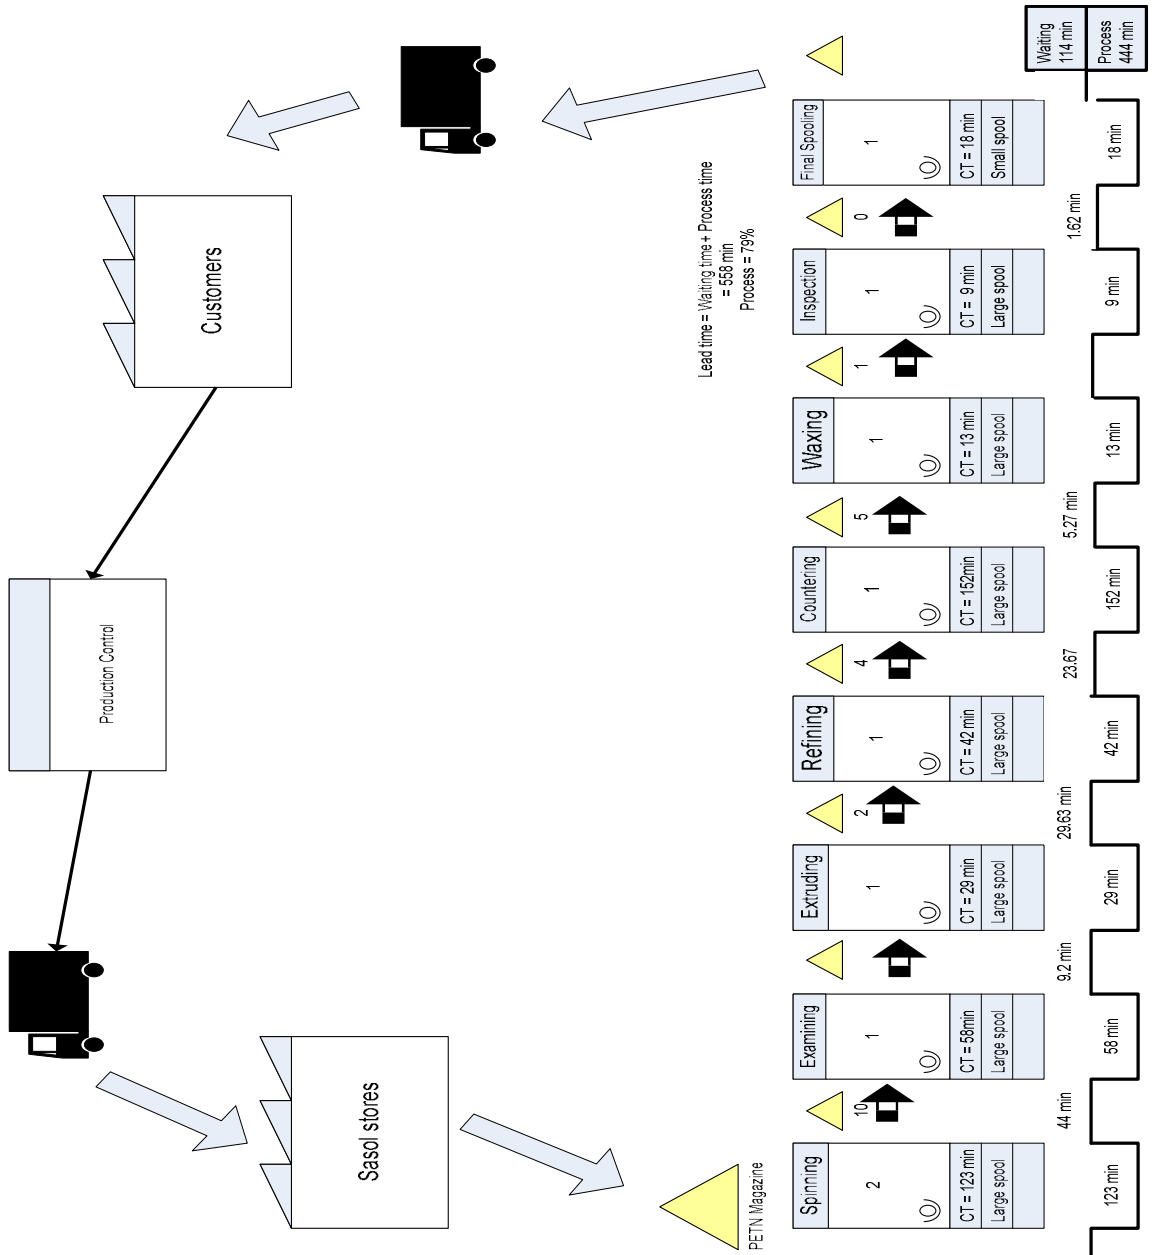 Sasol stores
Production Control
Customers
PETN Magazine
Lead time = Waiting time + Process time
= 558 min
Process = 79%
Spinning
2
CT = 123 min
Large spool
10
Examining
1
CT = 58min
Large spool
Extruding
1
CT = 29 min
Large spool
2
Refining
1
CT = 42 min
Large spool
4
Countering
1
CT = 152min
Large spool
5
Waxing
1
CT = 13 min
Large spool
1
Inspection
1
CT = 9 min
Large spool
0
Final Spooling
1
CT = 18 min
Small spool
123 min
44 min
58 min
9.2 min
29 min
29.63 min
42 min
23.67
152 min
5.27 min
13 min
9 min
1.62 min
18 min
Waiting
114 min
Process
444 min